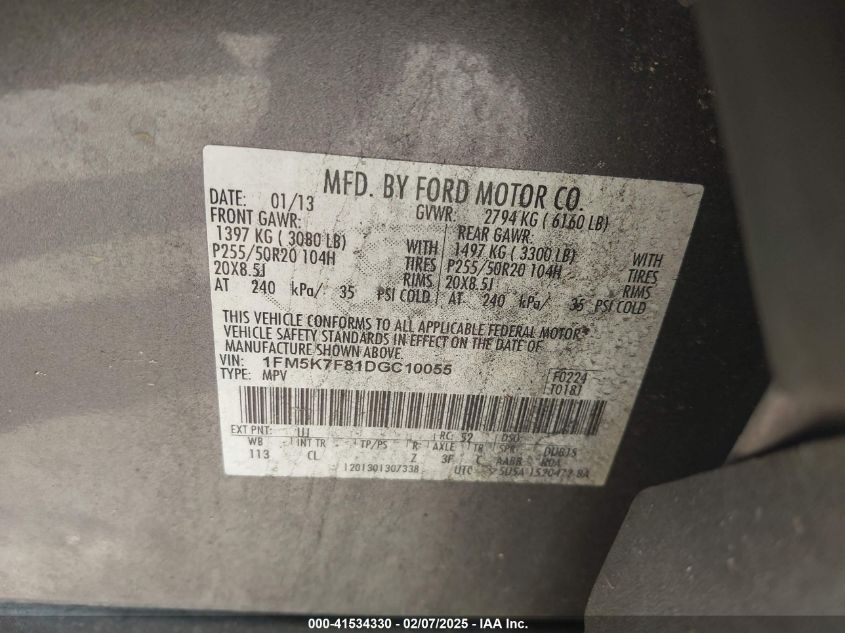 MFD. BY FORD MOTOR CO.
DATE: 01/13 GVWR: 2794 KG ( 6160 LB)
FRONT GAWR: REAR GAWR:
1397 KG ( 3080 LB) WITH 1497 KG ( 3300 LB) WITH
P255/50R20 104H TIRES P255/50R20 104H TIRES
20X8.5J RIMS 20X8.5J RIMS
AT 240 kPa/ 35 PSI COLD AT 240 kPa/ 35 PSI COLD
THIS VEHICLE CONFORMS TO ALL APPLICABLE FEDERAL MOTOR
VEHICLE SAFETY STANDARDS IN EFFECT ON THE DATE OF
MANUFACTURE SHOWN ABOVE.
VIN: 1FM5K7F81DGC10055
TYPE: MPV F0224
T0181
EXT PNT: UJ RC: 52 DSO:
WB INT TR TP/PS R AXLE TR SPR
113 CL Z 3F C AABB
1201301307338 UTC
000-41534330 - 02/07/2025 - IAA Inc.